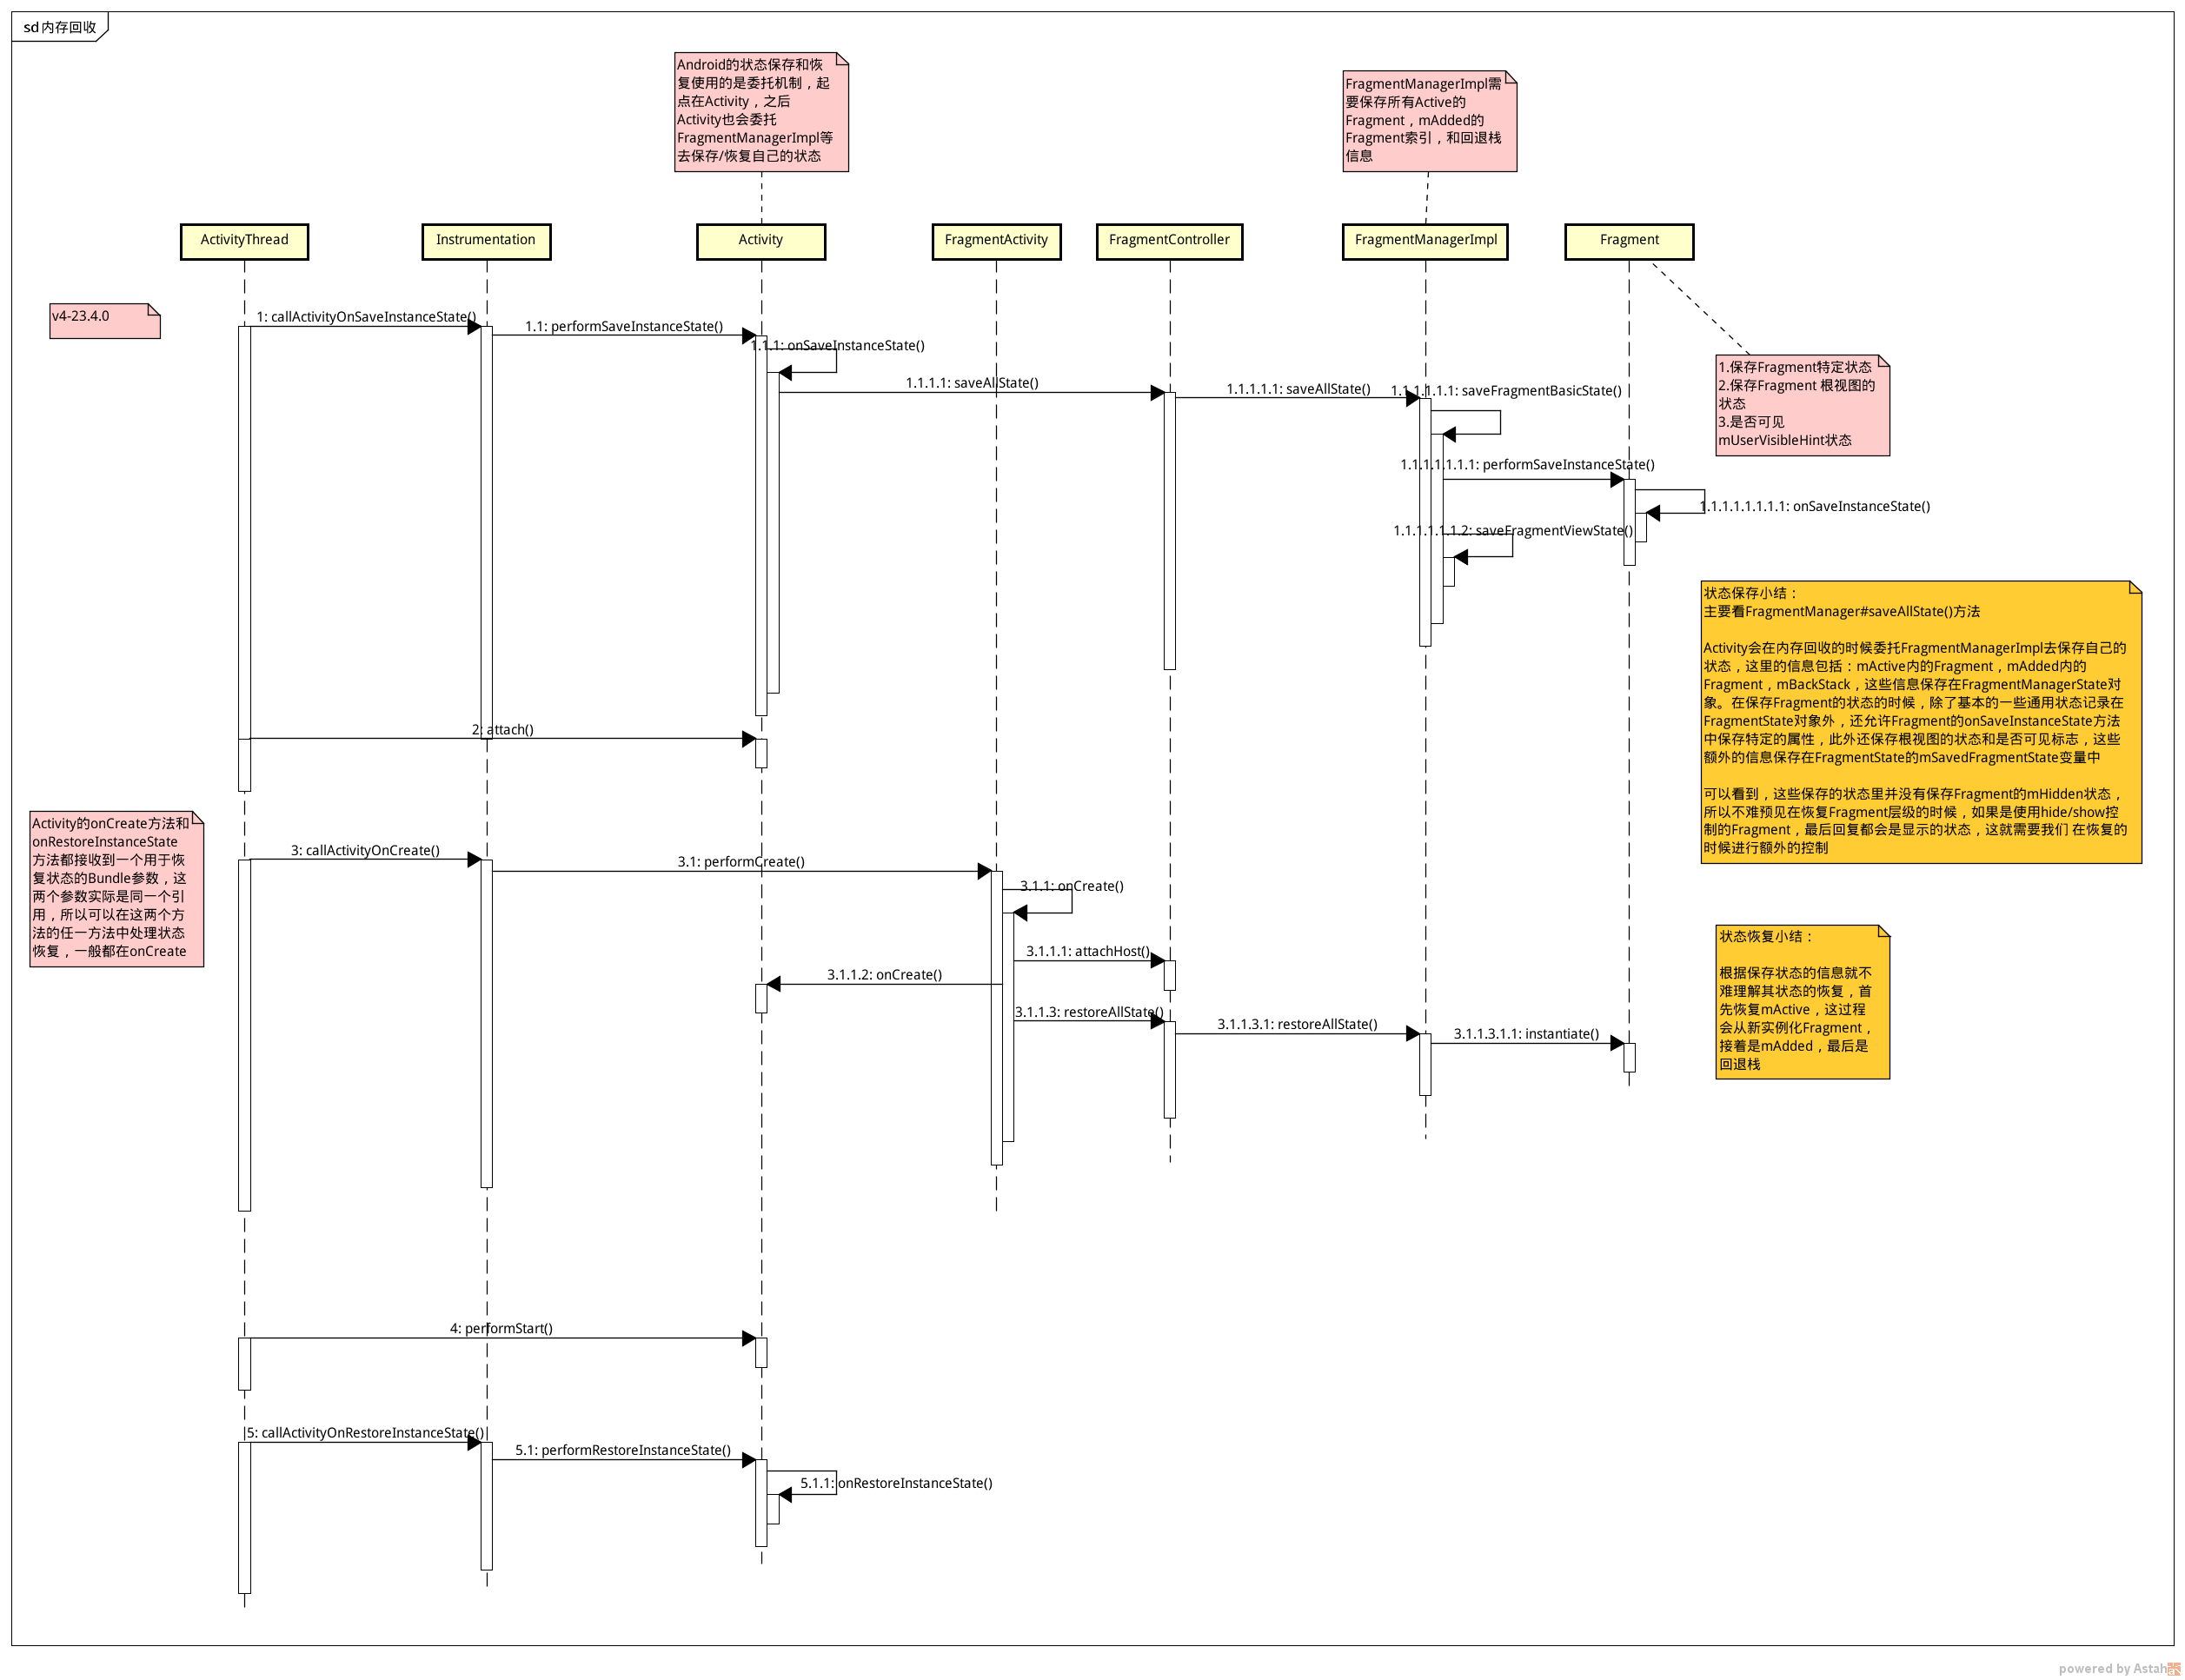 sd 内存回收
Android的状态保存和恢
复使用的是委托机制，起
点在Activity，之后
Activity也会委托
FragmentManagerImpl等
去保存/恢复自己的状态
FragmentManagerImpl需
要保存所有Active的
Fragment，mAdded的
Fragment索引，和回退栈
信息
ActivityThread
Instrumentation
Activity
FragmentActivity
FragmentController
FragmentManagerImpl
Fragment
v4-23.4.0
1: callActivityOnSaveInstanceState()
1.1: performSaveInstanceState()
1.1.1: onSaveInstanceState()
1.1.1.1: saveAllState()
1.1.1.1.1: saveAllState()
1.1.1.1.1.1: saveFragmentBasicState()
1.保存Fragment特定状态
2.保存Fragment 根视图的
状态
3.是否可见
mUserVisibleHint状态
1.1.1.1.1.1.1: performSaveInstanceState()
1.1.1.1.1.1.1.1: onSaveInstanceState()
1.1.1.1.1.1.2: saveFragmentViewState()
状态保存小结：
主要看FragmentManager#saveAllState()方法
Activity会在内存回收的时候委托FragmentManagerImpl去保存自己的
状态，这里的信息包括：mActive内的Fragment，mAdded内的
Fragment，mBackStack，这些信息保存在FragmentManagerState对
象。在保存Fragment的状态的时候，除了基本的一些通用状态记录在
FragmentState对象外，还允许Fragment的onSaveInstanceState方法
中保存特定的属性，此外还保存根视图的状态和是否可见标志，这些
额外的信息保存在FragmentState的mSavedFragmentState变量中
可以看到，这些保存的状态里并没有保存Fragment的mHidden状态，
所以不难预见在恢复Fragment层级的时候，如果是使用hide/show控
制的Fragment，最后回复都会是显示的状态，这就需要我们 在恢复的
时候进行额外的控制
2: attach()
Activity的onCreate方法和
onRestoreInstanceState
方法都接收到一个用于恢
复状态的Bundle参数，这
两个参数实际是同一个引
用，所以可以在这两个方
法的任一方法中处理状态
恢复，一般都在onCreate
3: callActivityOnCreate()
3.1: performCreate()
3.1.1: onCreate()
3.1.1.1: attachHost()
3.1.1.2: onCreate()
3.1.1.3: restoreAllState()
3.1.1.3.1: restoreAllState()
3.1.1.3.1.1: instantiate()
状态恢复小结：
根据保存状态的信息就不
难理解其状态的恢复，首
先恢复mActive，这过程
会从新实例化Fragment，
接着是mAdded，最后是
回退栈
4: performStart()
5: callActivityOnRestoreInstanceState()
5.1: performRestoreInstanceState()
5.1.1: onRestoreInstanceState()
powered by Astah